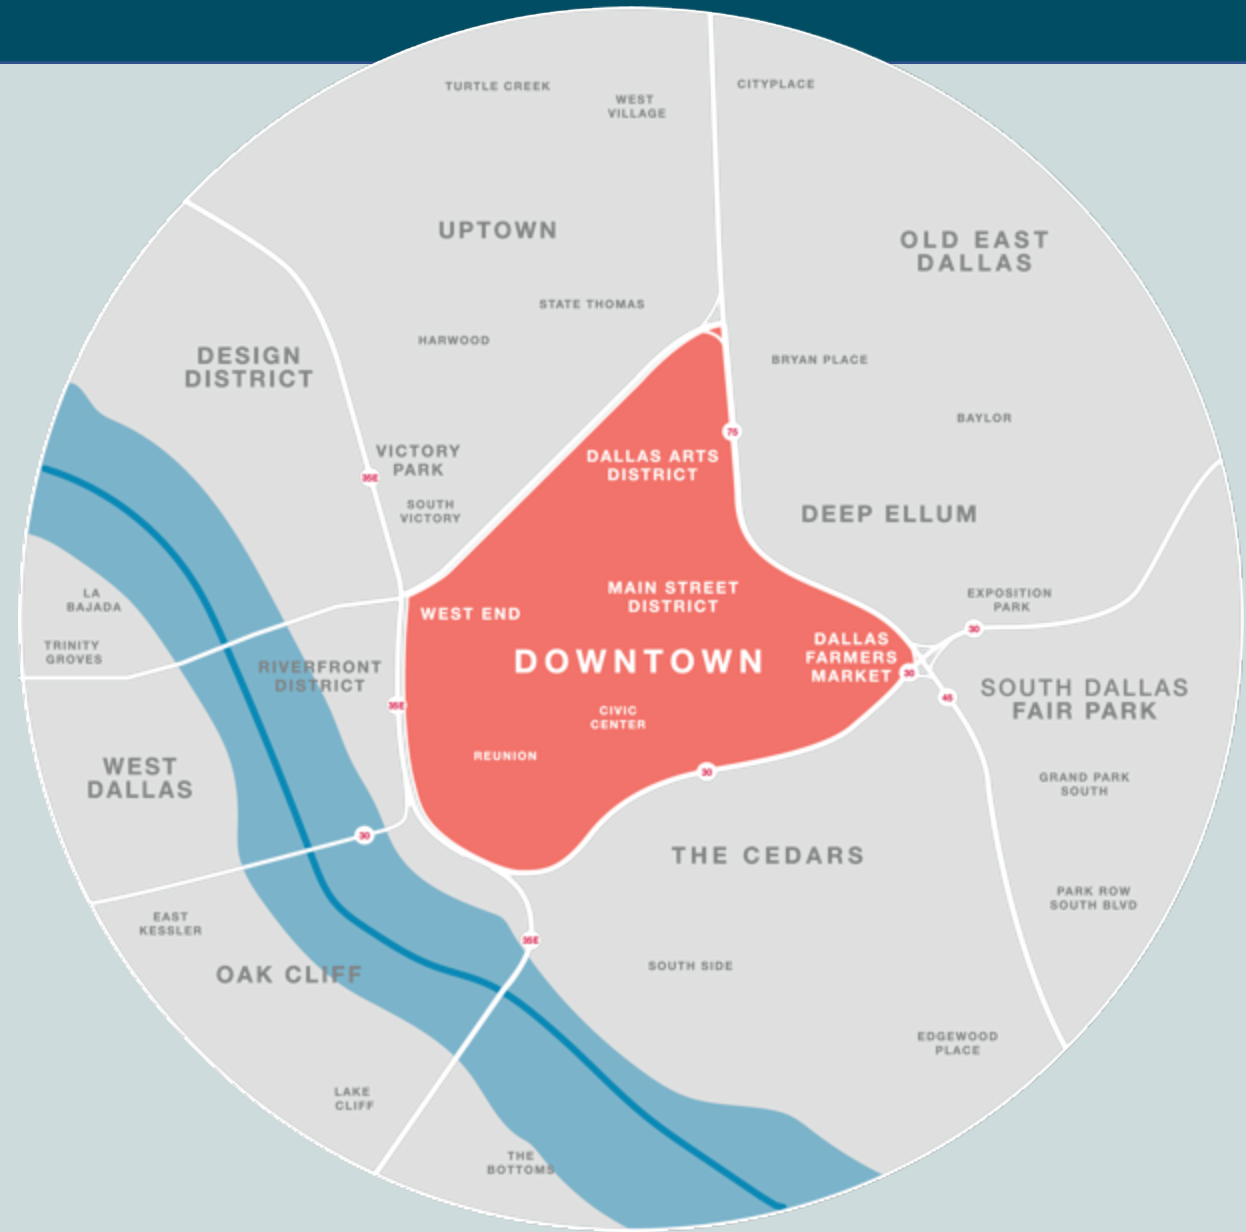 TURTLE CREEK
WEST
VILLAGE
CITYPLACE
UPTOWN
OLD EAST
DALLAS
STATE THOMAS
HARWOOD
DESIGN
DISTRICT
BRYAN PLACE
BAYLOR
VICTORY
PARK
35E
SOUTH
VICTORY
75
DALLAS ARTS
DISTRICT
DEEP ELLUM
LA
BAJADA
TRINITY
GROVES
WEST END
MAIN STREET
DISTRICT
EXPOSITION
PARK
30
RIVERFRONT
DISTRICT
DOWNTOWN
DALLAS
FARMERS
MARKET
30
45
SOUTH DALLAS
FAIR PARK
35E
CIVIC
CENTER
REUNION
30
WEST
DALLAS
GRAND PARK
SOUTH
30
THE CEDARS
PARK ROW
SOUTH BLVD
EAST
KESSLER
OAK CLIFF
35E
SOUTH SIDE
EDGEWOOD
PLACE
LAKE
CLIFF
THE
BOTTOMS